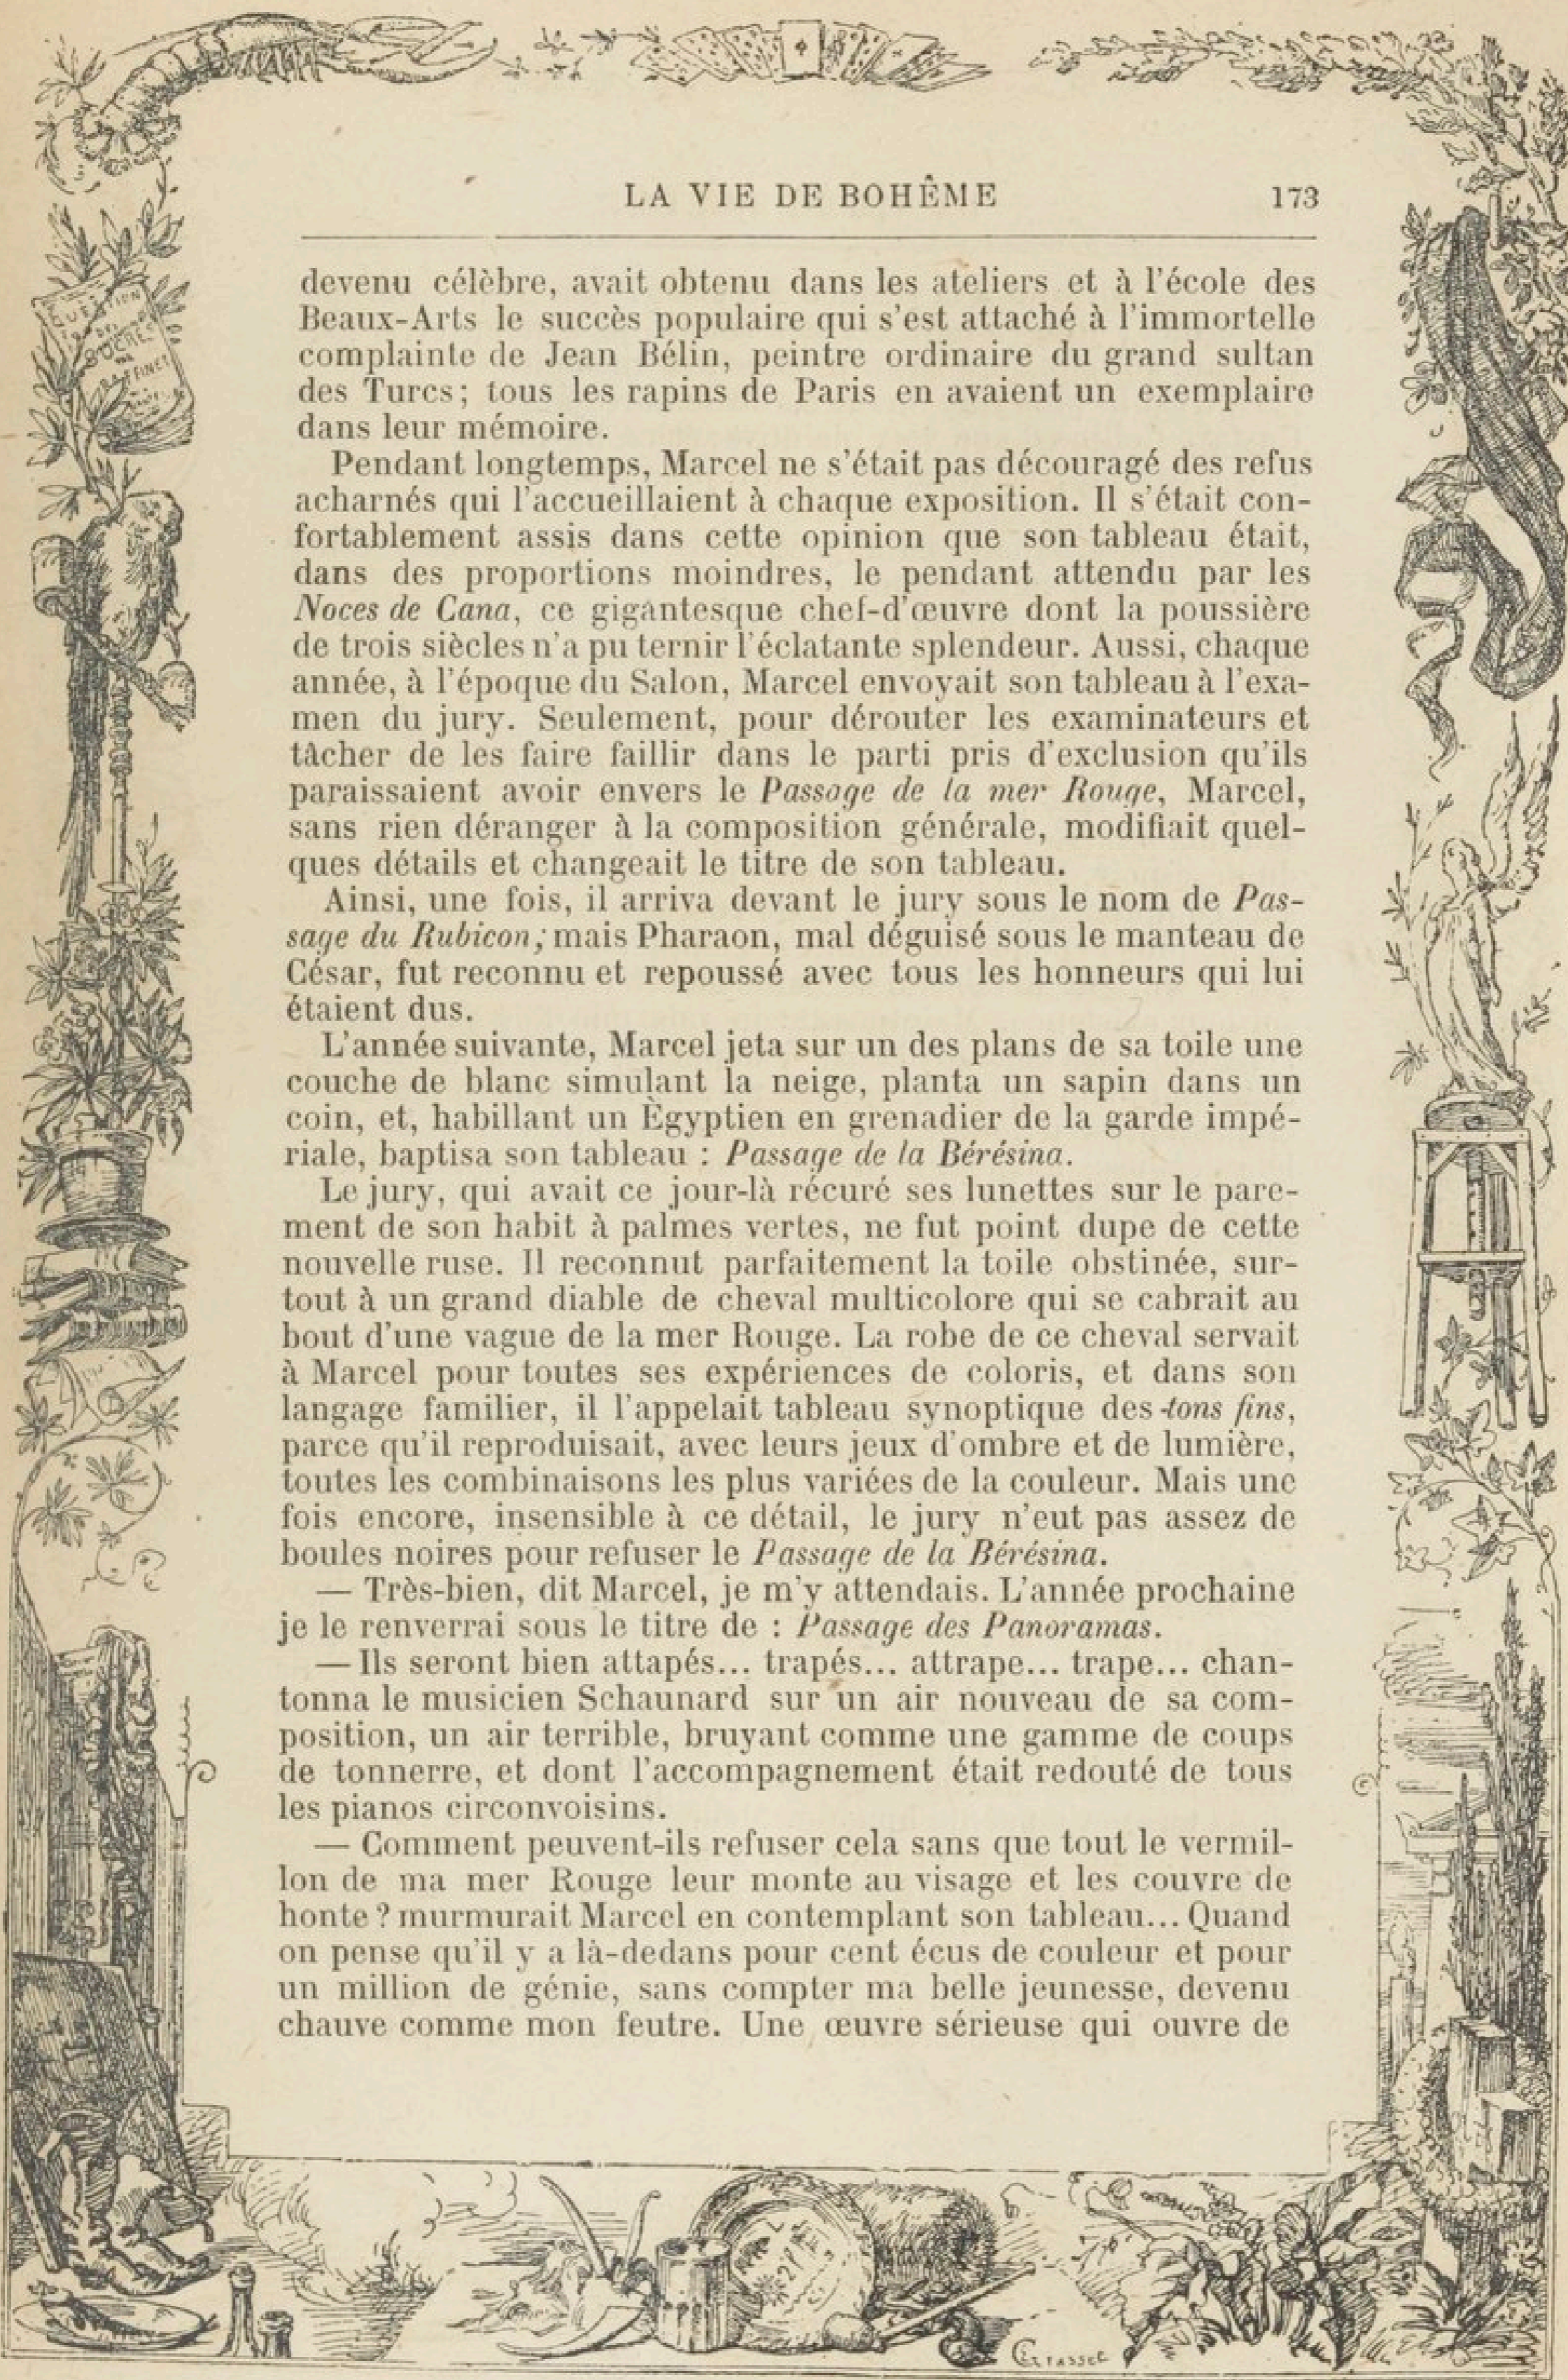 LA VIE DE BOHÊME 173
devenu célèbre, avait obtenu dans les ateliers et à l'école des
Beaux-Arts le succès populaire qui s'est attaché à l'immortelle
complainte de Jean Bélin, peintre ordinaire du grand sultan
des Turcs; tous les rapins de Paris en avaient un exemplaire
dans leur mémoire.
Pendant longtemps, Marcel ne s'était pas découragé des refus
acharnés qui l'accueillaient à chaque exposition. Il s'était con-
fortablement assis dans cette opinion que son tableau était,
dans des proportions moindres, le pendant attendu par les
Noces de Cana, ce gigantesque chef-d'œuvre dont la poussière
de trois siècles n'a pu ternir l'éclatante splendeur. Aussi, chaque
année, à l'époque du Salon, Marcel envoyait son tableau à l'exa-
men du jury. Seulement, pour dérouter les examinateurs et
tâcher de les faire faillir dans le parti pris d'exclusion qu'ils
paraissaient avoir envers le Passage de la mer Rouge, Marcel,
sans rien déranger à la composition générale, modifiait quel-
ques détails et changeait le titre de son tableau.
Ainsi, une fois, il arriva devant le jury sous le nom de Pas-
sage du Rubicon; mais Pharaon, mal déguisé sous le manteau de
César, fut reconnu et repoussé avec tous les honneurs qui lui
étaient dus.
L'année suivante, Marcel jeta sur un des plans de sa toile une
couche de blanc simulant la neige, planta un sapin dans un
coin, et, habillant un Ègyptien en grenadier de la garde impé-
riale, baptisa son tableau : Passage de la Bérésina.
Le jury, qui avait ce jour-là récuré ses lunettes sur le pare-
ment de son habit à palmes vertes, ne fut point dupe de cette
nouvelle ruse. Il reconnut parfaitement la toile obstinée, sur-
tout à un grand diable de cheval multicolore qui se cabrait au
bout d'une vague de la mer Rouge. La robe de ce cheval servait
à Marcel pour toutes ses expériences de coloris, et dans son
langage familier, il l'appelait tableau synoptique des tons fins,
parce qu'il reproduisait, avec leurs jeux d'ombre et de lumière,
toutes les combinaisons les plus variées de la couleur. Mais une
fois encore, insensible à ce détail, le jury n'eut pas assez de
boules noires pour refuser le Passage de la Bérésina.
— Très-bien, dit Marcel, je m'y attendais. L'année prochaine
je le renverrai sous le titre de : Passage des Panoramas.
— Ils seront bien attapés... trapés... attrape... trape... chan-
tonna le musicien Schaunard sur un air nouveau de sa com-
position, un air terrible, bruyant comme une gamme de coups
de tonnerre, et dont l'accompagnement était redouté de tous
les pianos circonvoisins.
— Comment peuvent-ils refuser cela sans que tout le vermil-
lon de ma mer Rouge leur monte au visage et les couvre de
honte ? murmurait Marcel en contemplant son tableau... Quand
on pense qu'il y a là-dedans pour cent écus de couleur et pour
un million de génie, sans compter ma belle jeunesse, devenu
chauve comme mon feutre. Une œuvre sérieuse qui ouvre de
QUESTION
DES
SUCRES
RAFFINES
Grasset